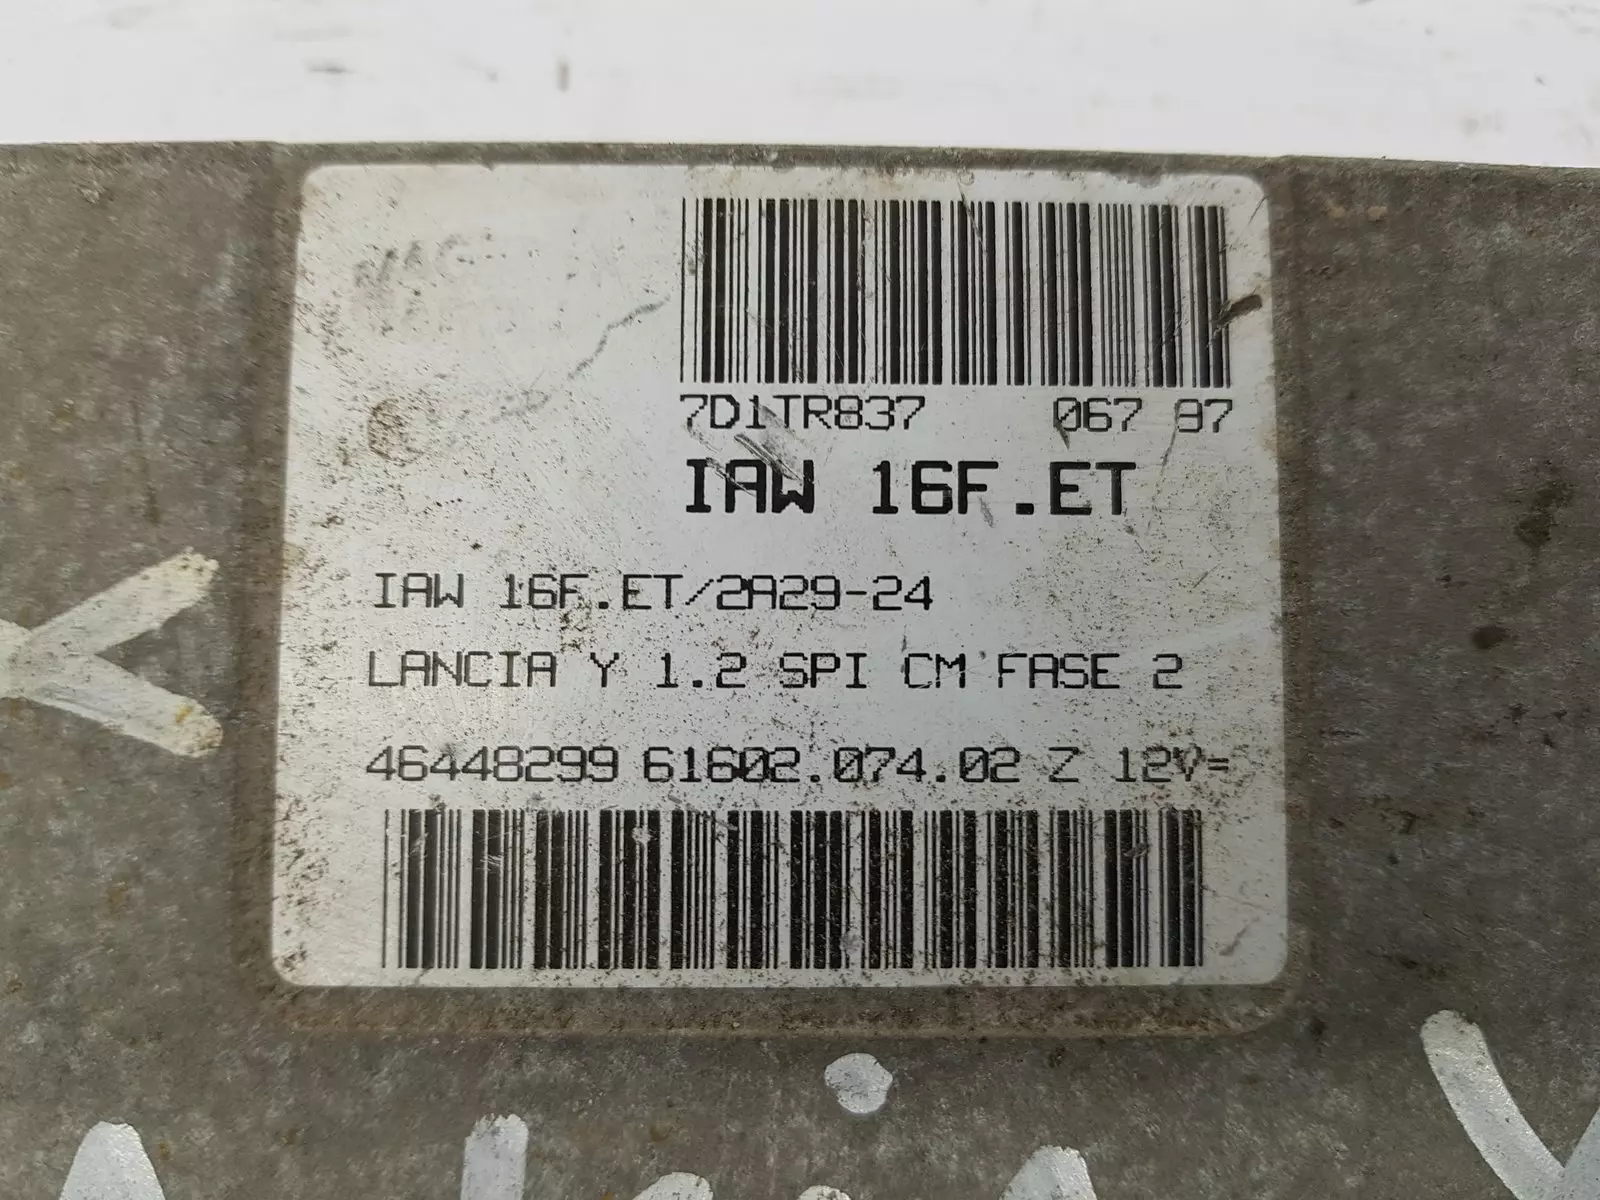 7D1TR837 067 97
IAW 16F.ET
IAW 16F.ET/2A29-24
LANCIA Y 1.2 SPI CM FASE 2
46448299 61602.074.02 Z 12V=